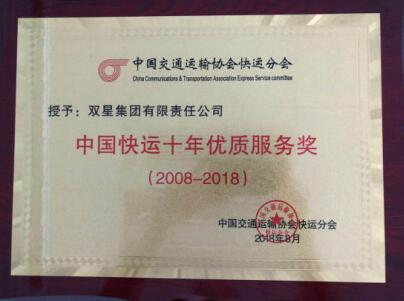 中国交通运输协会快运分会
China Communications & Transportation Association Express Service committee
授予：双星集团有限责任公司
中国快运十年优质服务奖
(2008-2018)
中国交通运输协会快运分会
2018年8月